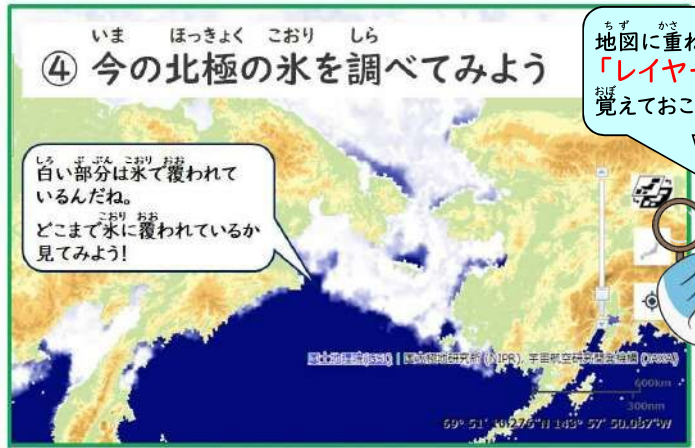 いま ほっきょく こおり しら
④ 今の北極の氷を調べてみよう
ちず かさ
地図に重ね
「レイヤー
おぼ
覚えておこ
しろ ぶ ぶん こおり おお
白い部分は氷で覆われて
いるんだね。
こおり おお
どこまで氷に覆われているか
見てみよう!
国土地理院(GSI) | 国立極地研究所 (NIPR), 宇宙航空研究開発機構 (JAXA)
600km
300nm
69° 51' 10.276"N 143° 57' 50.087"W